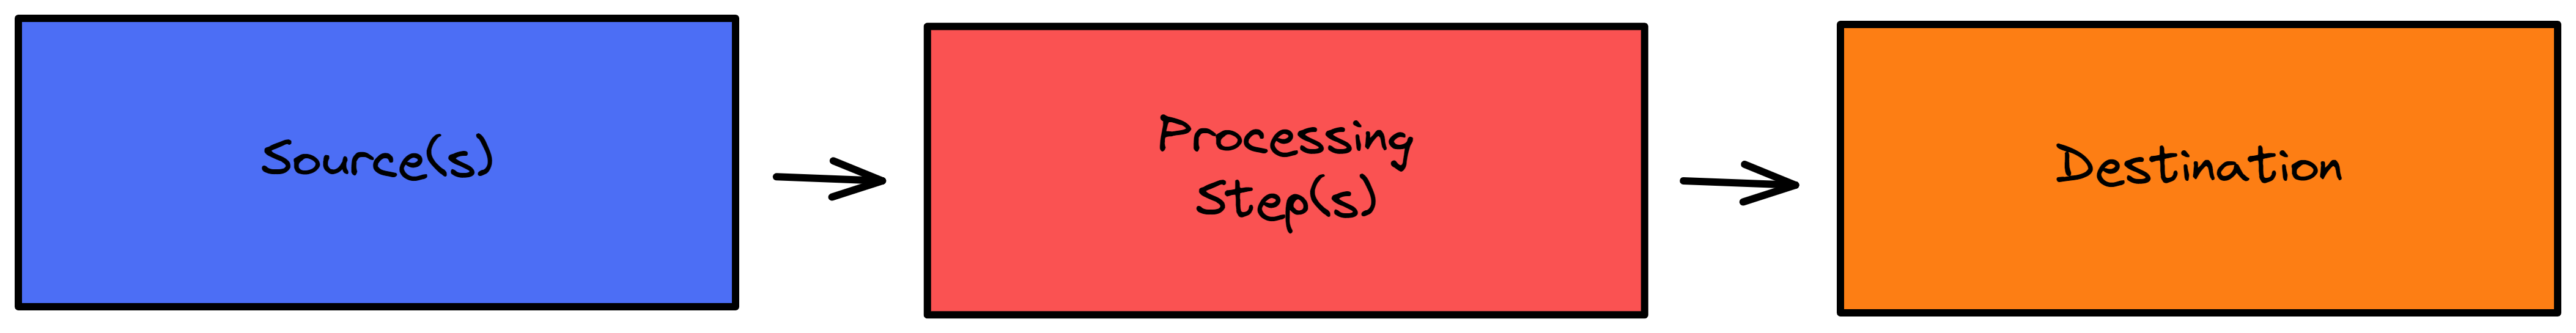 Source(s)
Processing
Step(s)
Destination